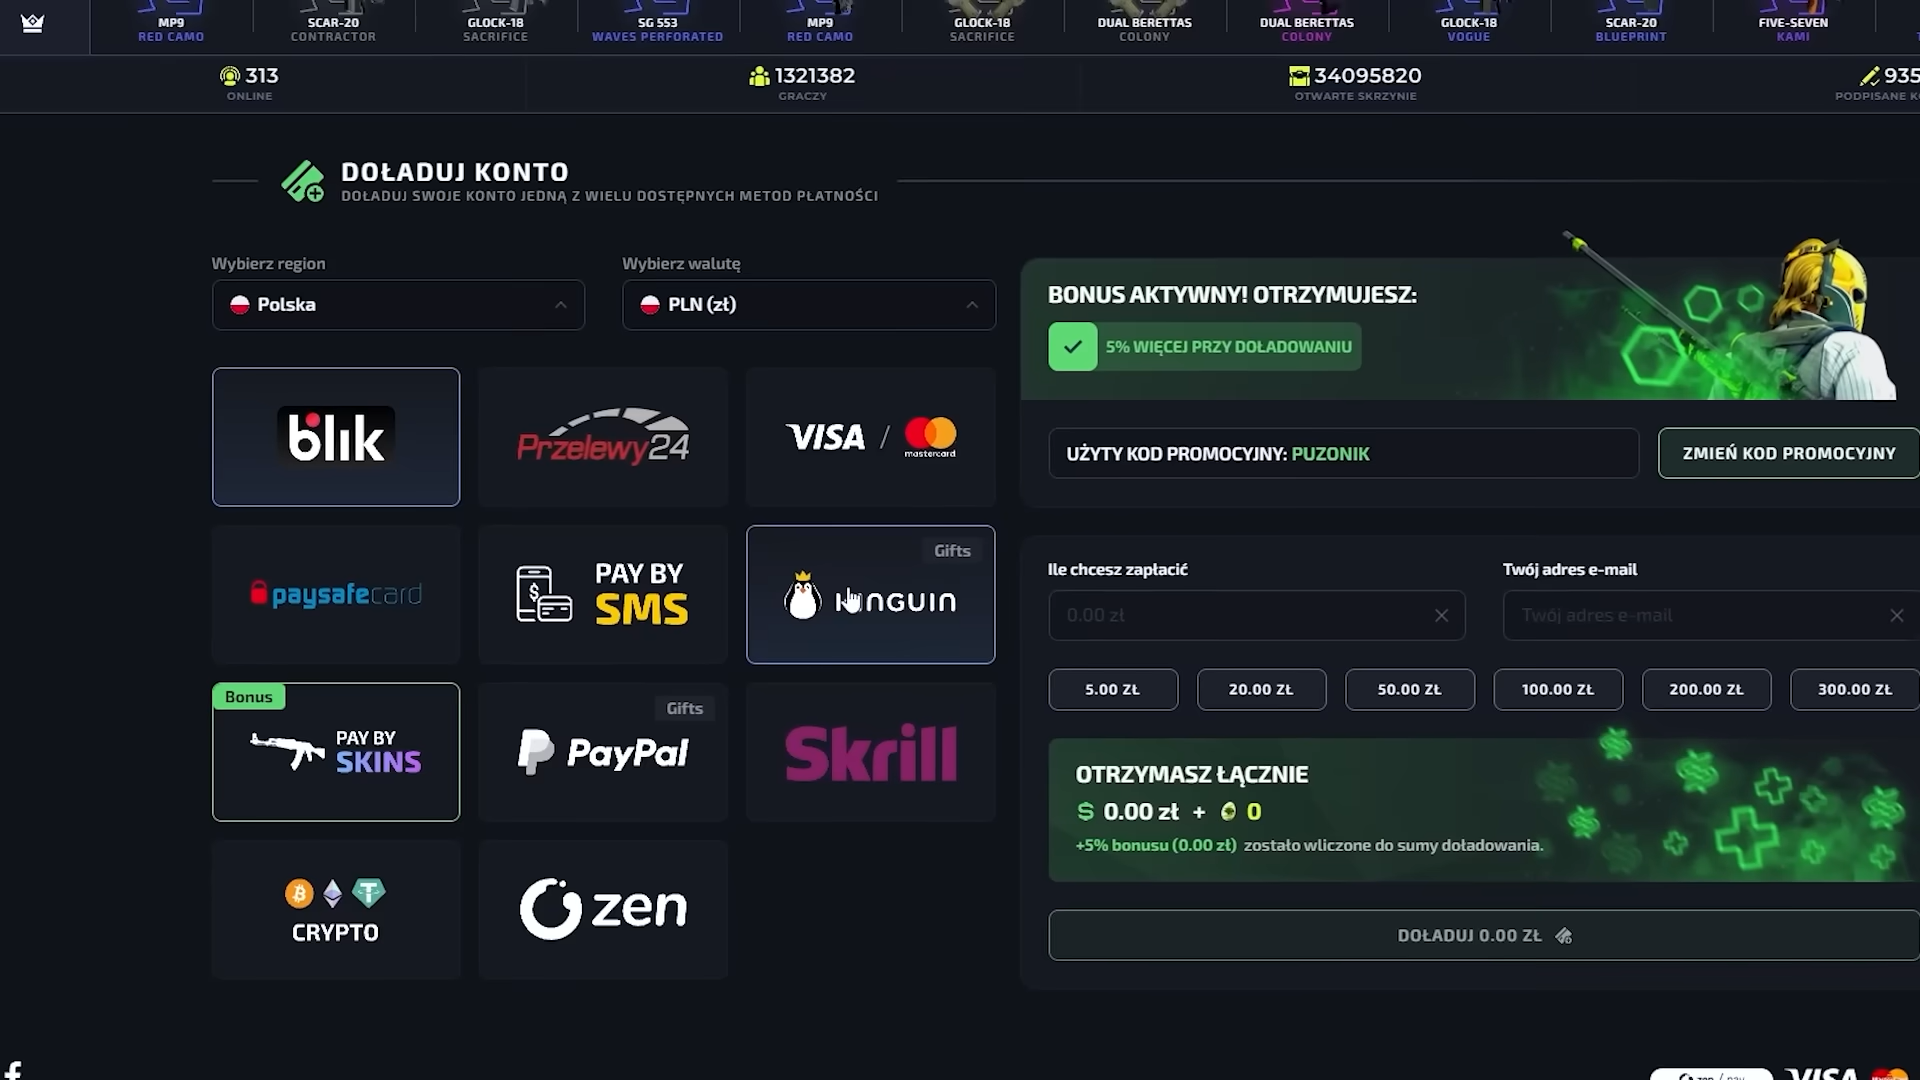 MP9
RED CAMO
SCAR-20
CONTRACTOR
GLOCK-18
SACRIFICE
SG 553
WAVES PERFORATED
MP9
RED CAMO
GLOCK-18
SACRIFICE
DUAL BERETTAS
COLONY
DUAL BERETTAS
COLONY
GLOCK-18
VOGUE
SCAR-20
BLUEPRINT
FIVE-SEVEN
KAMI
313
ONLINE
1321382
GRACZY
34095820
OTWARTE SKRZYNIE
935
PODPISANE
DOŁADUJ KONTO
DOŁADUJ SWOJE KONTO JEDNĄ Z WIELU DOSTĘPNYCH METOD PŁATNOŚCI
Wybierz region
Polska
Wybierz walutę
PLN (zł)
blik
Przelewy24
VISA / mastercard
paysafecard
PAY BY
SMS
Gifts
KINGUIN
Bonus
PAY BY
SKINS
Gifts
PayPal
Skrill
CRYPTO
zen
BONUS AKTYWNY! OTRZYMUJESZ:
5% WIĘCEJ PRZY DOŁADOWANIU
UŻYTY KOD PROMOCYJNY: PUZONIK
ZMIEŃ KOD PROMOCYJNY
Ile chcesz zapłacić
0.00 zł
Twój adres e-mail
Twój adres e-mail
5.00 ZŁ
20.00 ZŁ
50.00 ZŁ
100.00 ZŁ
200.00 ZŁ
300.00 ZŁ
OTRZYMASZ ŁĄCZNIE
$ 0.00 zł + 0
+5% bonusu (0.00 zł) zostało wliczone do sumy doładowania.
DOŁADUJ 0.00 ZŁ
zen / pay
VISA